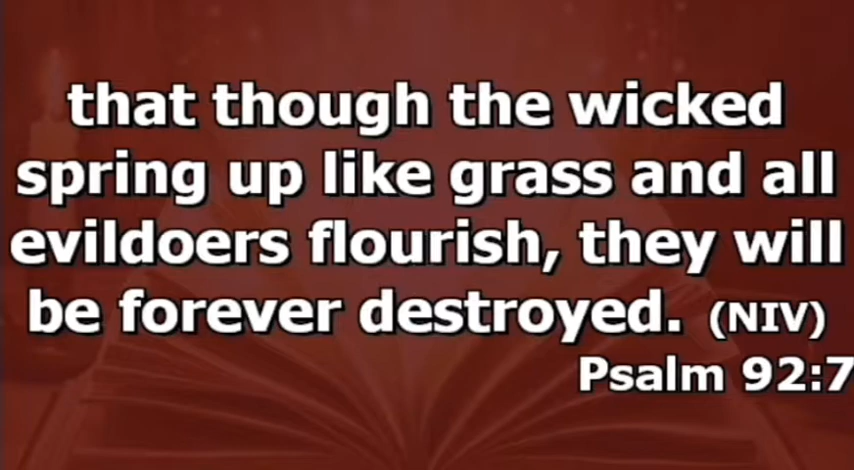 that though the wicked
spring up like grass and all
evildoers flourish, they will
be forever destroyed. (NIV)
Psalm 92:7